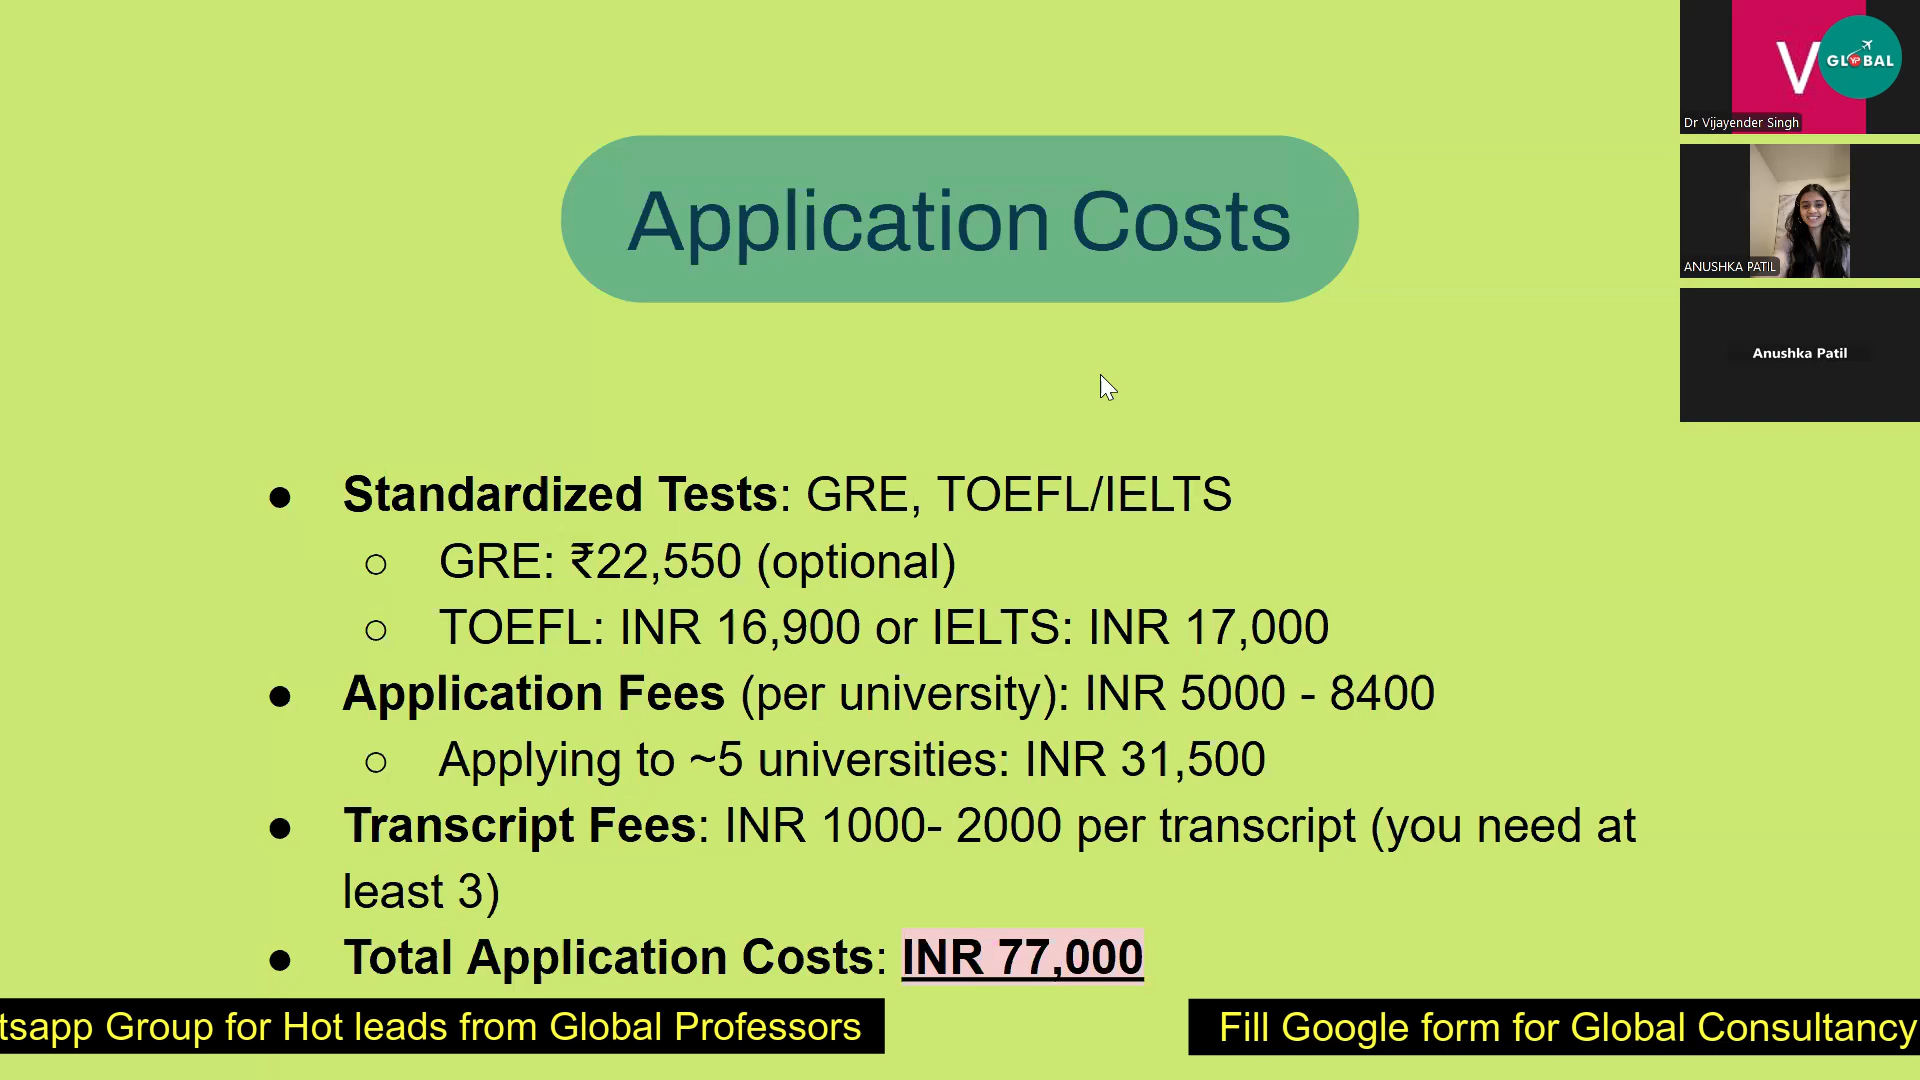 Application Costs
● Standardized Tests: GRE, TOEFL/IELTS
○ GRE: ₹22,550 (optional)
○ TOEFL: INR 16,900 or IELTS: INR 17,000
● Application Fees (per university): INR 5000 - 8400
○ Applying to ~5 universities: INR 31,500
● Transcript Fees: INR 1000- 2000 per transcript (you need at
least 3)
● Total Application Costs: INR 77,000
tsapp Group for Hot leads from Global Professors
Fill Google form for Global Consultancy
V
GLYPBAL
Dr Vijayender Singh
ANUSHKA PATIL
Anushka Patil